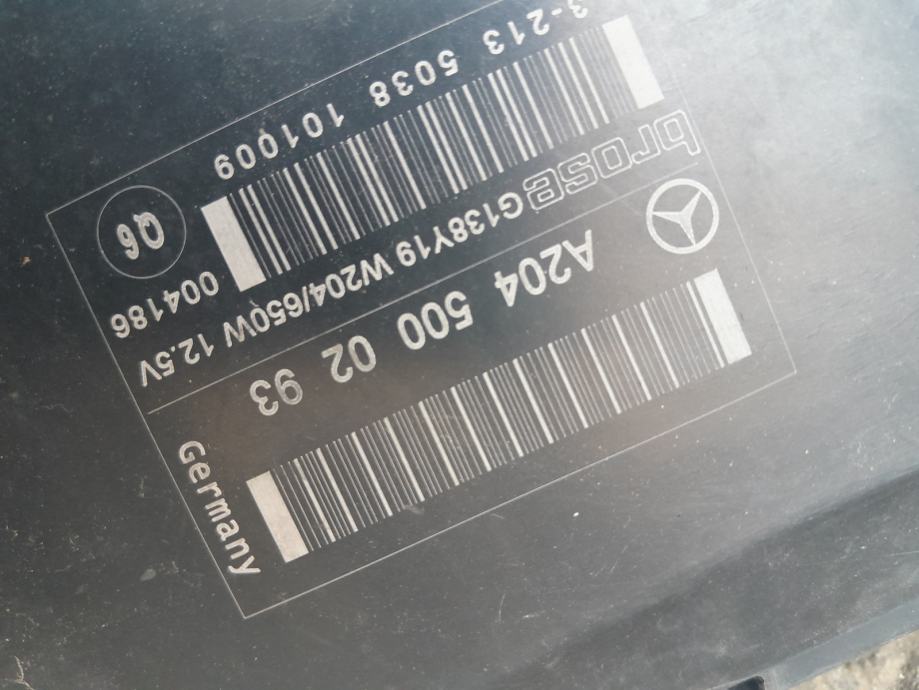 A204 500 02 93
Germany
brose G138Y19 W204/650W 12.5V
004186
Q6
3-213 5038 101009